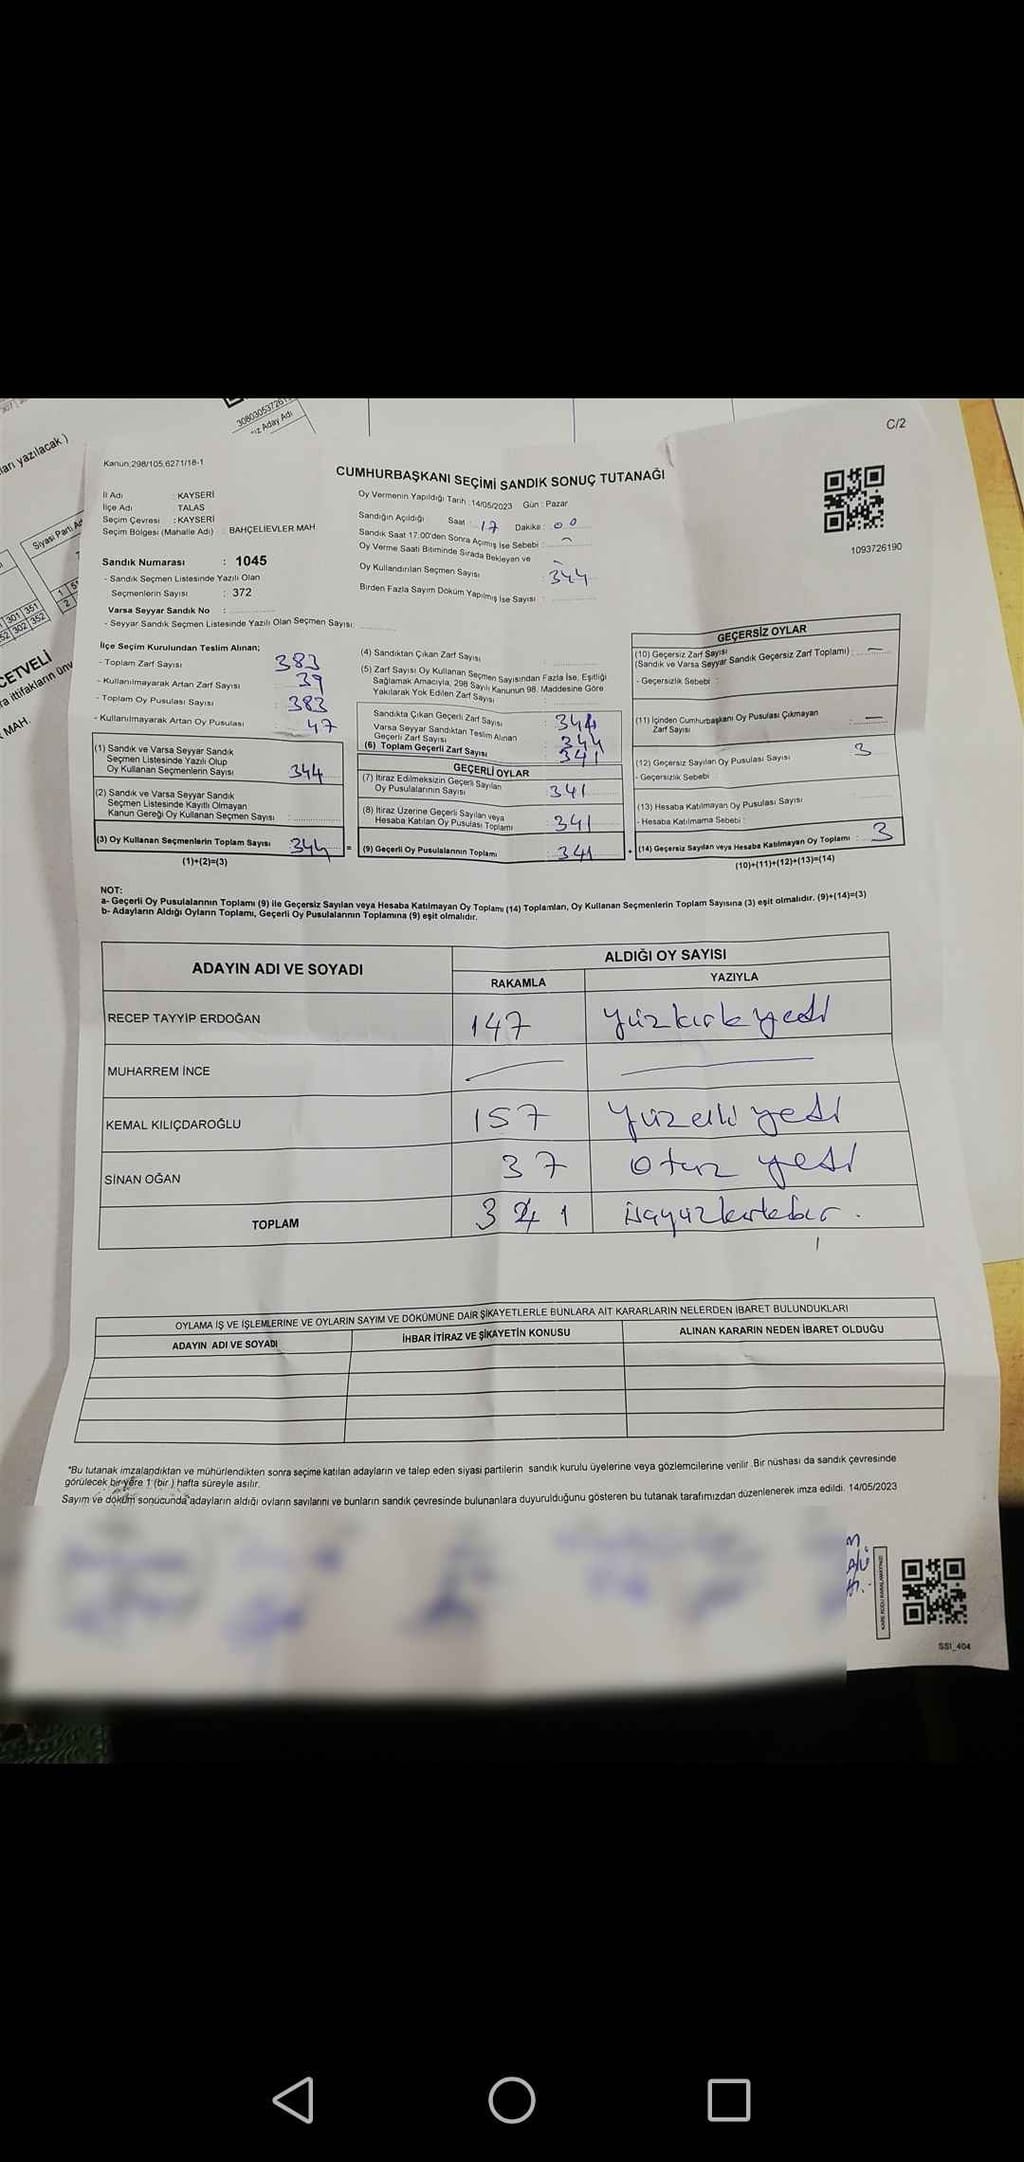 ları yazılacak.)
Siyasi Parti Ad
301 351
302 352
CETVELİ
ra ittifakların ünv
MAH.
iz Aday Adı
C/2
Kanun:298/105,6271/18-1
CUMHURBAŞKANI SEÇİMİ SANDIK SONUÇ TUTANAĞI
İl Adı : KAYSERİ
İlçe Adı : TALAS
Seçim Çevresi : KAYSERİ
Seçim Bölgesi (Mahalle Adı) : BAHÇELİEVLER MAH.
Sandık Numarası : 1045
- Sandık Seçmen Listesinde Yazılı Olan
Seçmenlerin Sayısı : 372
Varsa Seyyar Sandık No :
- Seyyar Sandık Seçmen Listesinde Yazılı Olan Seçmen Sayısı:
Oy Vermenin Yapıldığı Tarih : 14/05/2023 Gün : Pazar
Sandığın Açıldığı Saat : 17 Dakika : 00
Sandık Saat 17.00'den Sonra Açılmış İse Sebebi :
Oy Verme Saati Bitiminde Sırada Bekleyen ve
Oy Kullandırılan Seçmen Sayısı : 344
Birden Fazla Sayım Döküm Yapılmış İse Sayısı :
1093726190
İlçe Seçim Kurulundan Teslim Alınan;
- Toplam Zarf Sayısı 383
- Kullanılmayarak Artan Zarf Sayısı 39
- Toplam Oy Pusulası Sayısı 383
- Kullanılmayarak Artan Oy Pusulası 47
(1) Sandık ve Varsa Seyyar Sandık
Seçmen Listesinde Yazılı Olup
Oy Kullanan Seçmenlerin Sayısı 344
(2) Sandık ve Varsa Seyyar Sandık
Seçmen Listesinde Kayıtlı Olmayan
Kanun Gereği Oy Kullanan Seçmen Sayısı :
(3) Oy Kullanan Seçmenlerin Toplam Sayısı 344 =
(1)+(2)=(3)
(4) Sandıktan Çıkan Zarf Sayısı
(5) Zarf Sayısı Oy Kullanan Seçmen Sayısından Fazla İse, Eşitliği
Sağlamak Amacıyla, 298 Sayılı Kanunun 98. Maddesine Göre
Yakılarak Yok Edilen Zarf Sayısı
Sandıkta Çıkan Geçerli Zarf Sayısı : 344
Varsa Seyyar Sandıktan Teslim Alınan
Geçerli Zarf Sayısı : 344
(6) Toplam Geçerli Zarf Sayısı : 341
GEÇERLİ OYLAR
(7) İtiraz Edilmeksizin Geçerli Sayılan
Oy Pusulalarının Sayısı : 341
(8) İtiraz Üzerine Geçerli Sayılan veya
Hesaba Katılan Oy Pusulası Toplamı : 341
(9) Geçerli Oy Pusulalarının Toplamı : 341 +
GEÇERSİZ OYLAR
(10) Geçersiz Zarf Sayısı
(Sandık ve Varsa Seyyar Sandık Geçersiz Zarf Toplamı) : —
- Geçersizlik Sebebi :
(11) İçinden Cumhurbaşkanı Oy Pusulası Çıkmayan
Zarf Sayısı : —
(12) Geçersiz Sayılan Oy Pusulası Sayısı 3
- Geçersizlik Sebebi
(13) Hesaba Katılmayan Oy Pusulası Sayısı
- Hesaba Katılmama Sebebi :
(14) Geçersiz Sayılan veya Hesaba Katılmayan Oy Toplamı : 3
(10)+(11)+(12)+(13)=(14)
NOT:
a- Geçerli Oy Pusulalarının Toplamı (9) ile Geçersiz Sayılan veya Hesaba Katılmayan Oy Toplamı (14) Toplamları, Oy Kullanan Seçmenlerin Toplam Sayısına (3) eşit olmalıdır. (9)+(14)=(3)
b- Adayların Aldığı Oyların Toplamı, Geçerli Oy Pusulalarının Toplamına (9) eşit olmalıdır.
ADAYIN ADI VE SOYADI
ALDIĞI OY SAYISI
RAKAMLA YAZIYLA
RECEP TAYYİP ERDOĞAN 147 yüzkırkyedi
MUHARREM İNCE — —
KEMAL KILIÇDAROĞLU 157 yüzelliyedi
SİNAN OĞAN 37 otuz yedi
TOPLAM 341 üçyüzkırkbir.
OYLAMA İŞ VE İŞLEMLERİNE VE OYLARIN SAYIM VE DÖKÜMÜNE DAİR ŞİKAYETLERLE BUNLARA AİT KARARLARIN NELERDEN İBARET BULUNDUKLARI
ADAYIN ADI VE SOYADI İHBAR İTİRAZ VE ŞİKAYETİN KONUSU ALINAN KARARIN NEDEN İBARET OLDUĞU
*Bu tutanak imzalandıktan ve mühürlendikten sonra seçime katılan adayların ve talep eden siyasi partilerin sandık kurulu üyelerine veya gözlemcilerine verilir. Bir nüshası da sandık çevresinde
görülecek bir yere 1 (bir) hafta süreyle asılır.
Sayım ve döküm sonucunda adayların aldığı oyların sayılarını ve bunların sandık çevresinde bulunanlara duyurulduğunu gösteren bu tutanak tarafımızdan düzenlenerek imza edildi. 14/05/2023
SS1_404